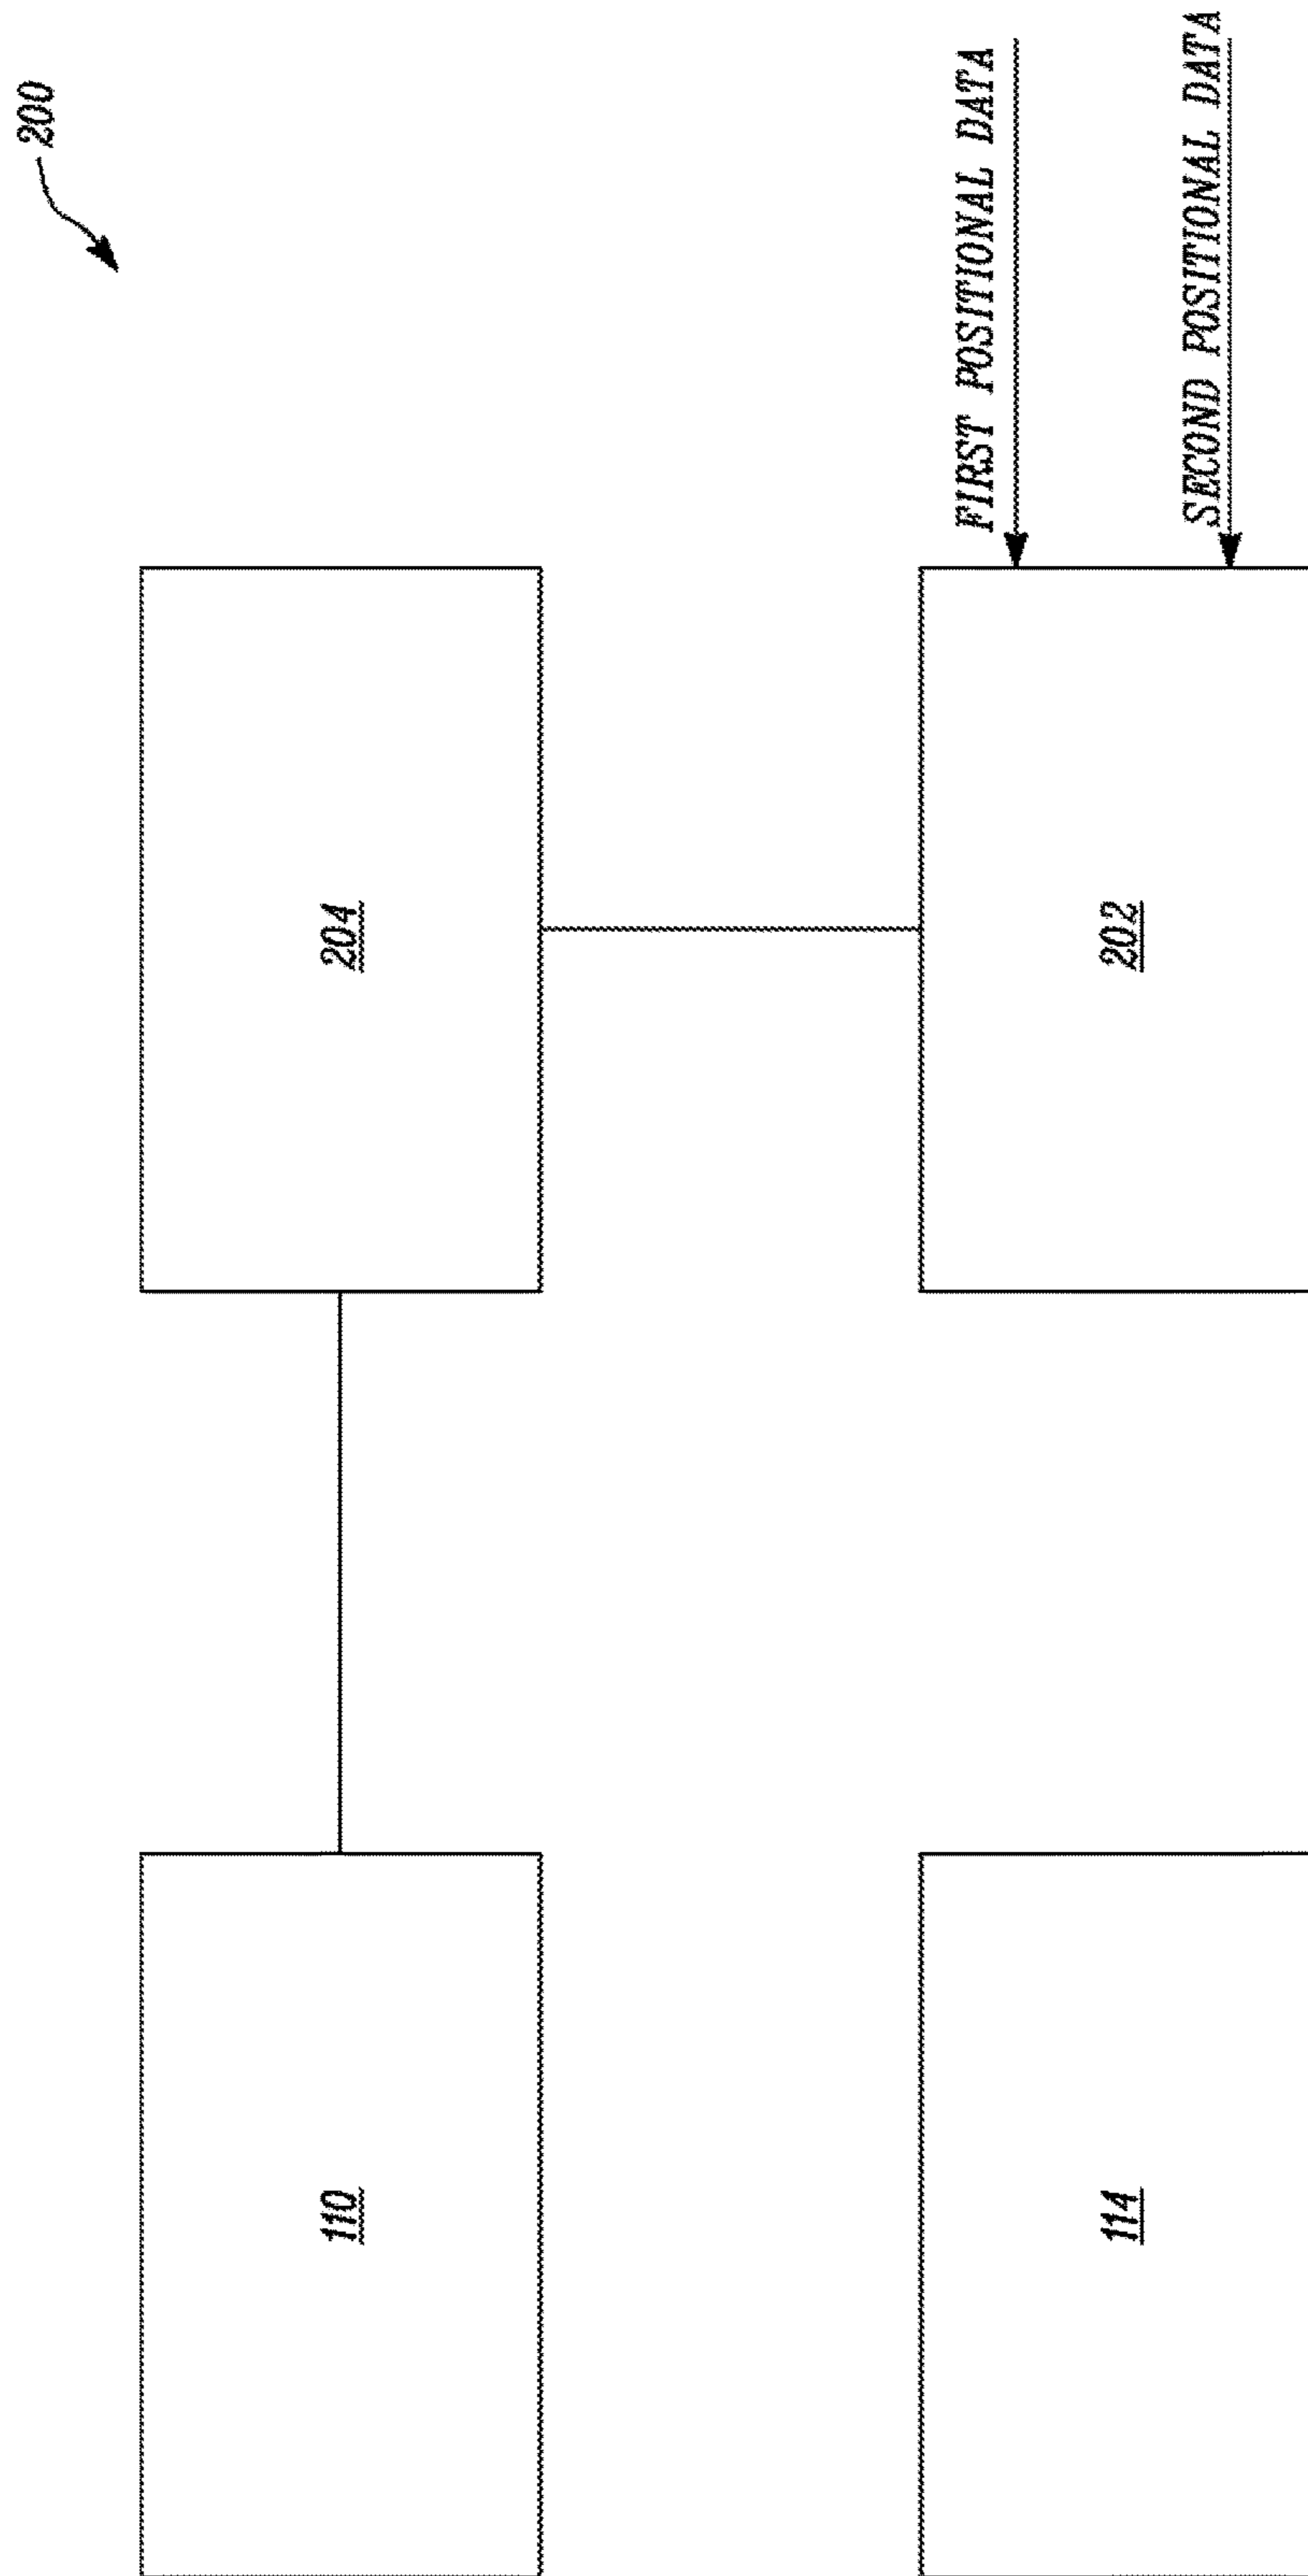 200
110
204
FIRST POSITIONAL DATA
114
202
SECOND POSITIONAL DATA